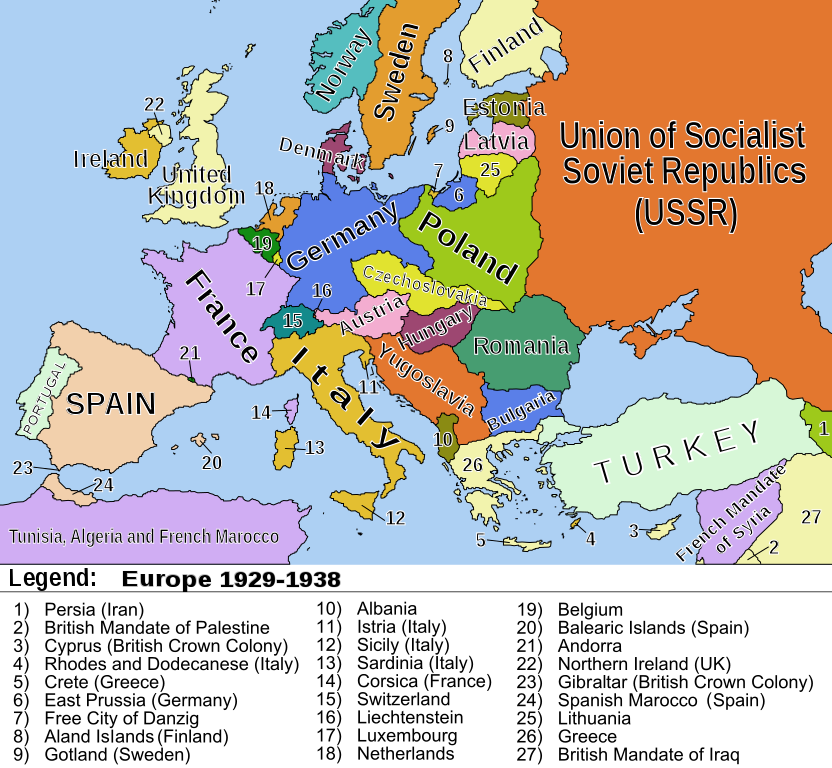 Norway
Sweden
Finland
8
22
Estonia
9
Ireland
United
Kingdom
Denmark
Latvia
Union of Socialist
Soviet Republics
(USSR)
25
7
6
18
19
Germany
Poland
17
16
Czechoslovakia
France
15
Austria
Hungary
Romania
21
Italy
11
Yugoslavia
PORTUGAL
SPAIN
14
13
20
Bulgaria
10
TURKEY
1
23
24
26
12
5
4
3
French Mandate
of Syria
27
2
Tunisia, Algeria and French Marocco
Legend: Europe 1929-1938
1) Persia (Iran)
2) British Mandate of Palestine
3) Cyprus (British Crown Colony)
4) Rhodes and Dodecanese (Italy)
5) Crete (Greece)
6) East Prussia (Germany)
7) Free City of Danzig
8) Aland Islands (Finland)
9) Gotland (Sweden)
10) Albania
11) Istria (Italy)
12) Sicily (Italy)
13) Sardinia (Italy)
14) Corsica (France)
15) Switzerland
16) Liechtenstein
17) Luxembourg
18) Netherlands
19) Belgium
20) Balearic Islands (Spain)
21) Andorra
22) Northern Ireland (UK)
23) Gibraltar (British Crown Colony)
24) Spanish Marocco (Spain)
25) Lithuania
26) Greece
27) British Mandate of Iraq